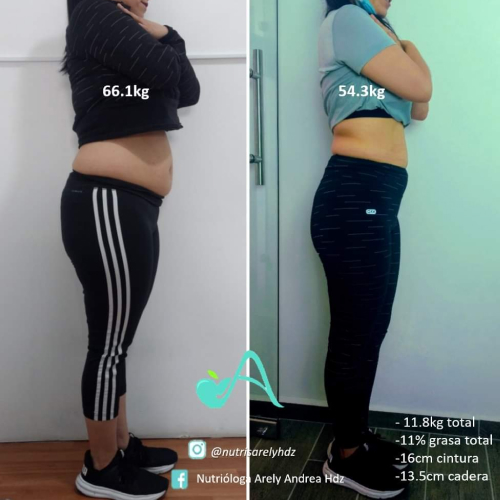 66.1kg
54.3kg
- 11.8kg total
-11% grasa total
-16cm cintura
-13.5cm cadera
@nutrisarelyhdz
Nutrióloga Arely Andrea Hdz